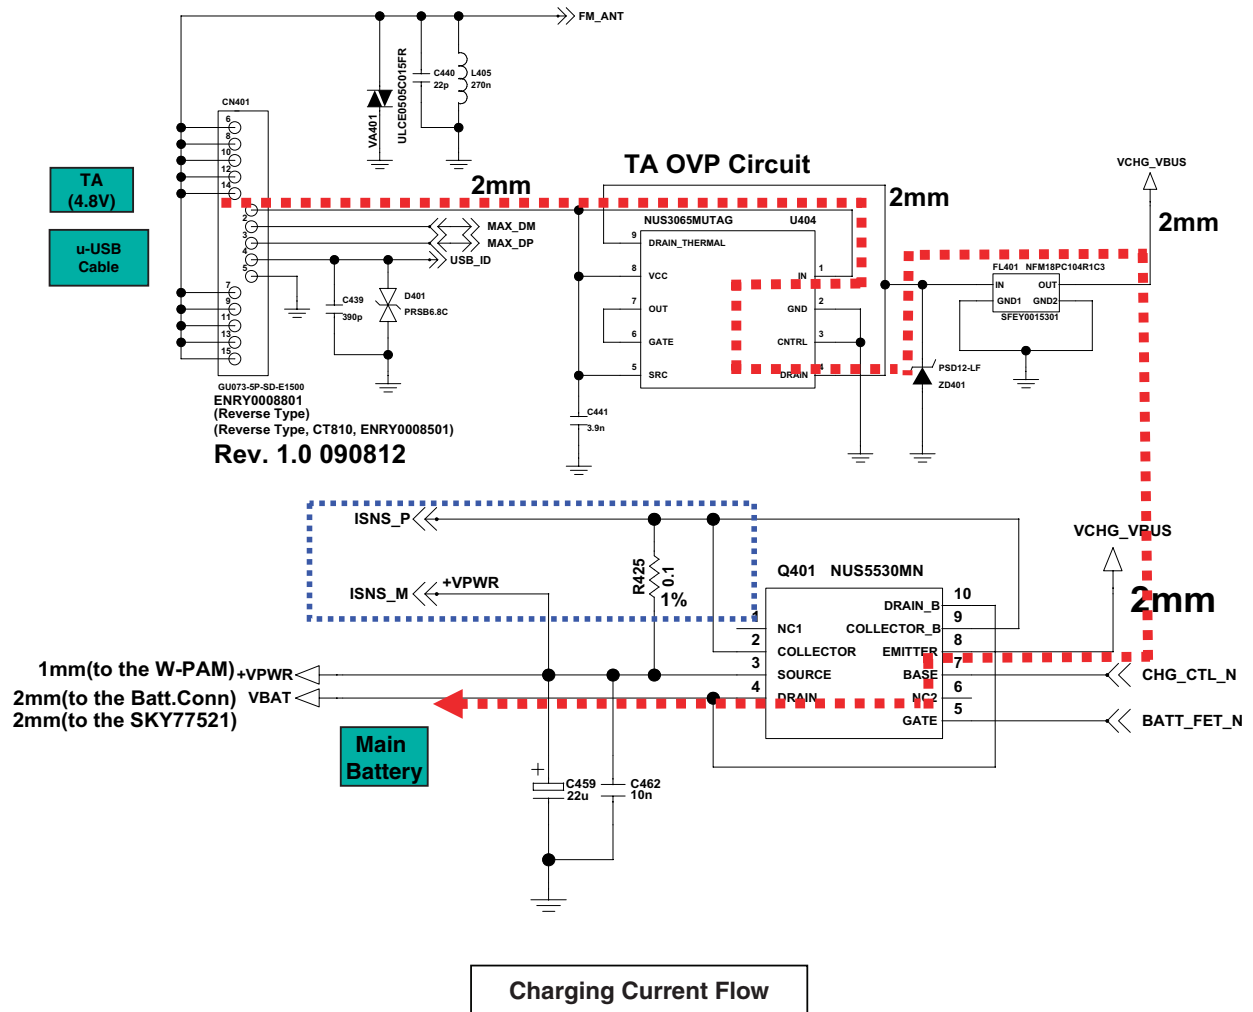 FM_ANT
ULCE0505C015FR
VA401
C440
22p
L405
270n
CN401
6
8
10
12
14
2
3
4
5
7
9
11
13
15
TA
(4.8V)
u-USB
Cable
2mm
MAX_DM
MAX_DP
USB_ID
C439
390p
D401
PRSB6.8C
GU073-5P-SD-E1500
ENRY0008801
(Reverse Type)
(Reverse Type, CT810, ENRY0008501)
Rev. 1.0 090812
TA OVP Circuit
2mm
NUS3065MUTAG U404
9 DRAIN_THERMAL
8 VCC
7 OUT
6 GATE
5 SRC
1 IN
2 GND
3 CNTRL
4 DRAIN
C441
3.9n
VCHG_VBUS
2mm
FL401 NFM18PC104R1C3
IN OUT
GND1 GND2
SFEY0015301
PSD12-LF
ZD401
ISNS_P
ISNS_M
+VPWR
R425
0.1
1%
Q401 NUS5530MN
1 NC1
2 COLLECTOR
3 SOURCE
4 DRAIN
10 DRAIN_B
9 COLLECTOR_B
8 EMITTER
7 BASE
6 NC2
5 GATE
VCHG_VBUS
2mm
CHG_CTL_N
BATT_FET_N
1mm(to the W-PAM) +VPWR
2mm(to the Batt.Conn) VBAT
2mm(to the SKY77521)
Main
Battery
+
C459
22u
C462
10n
Charging Current Flow